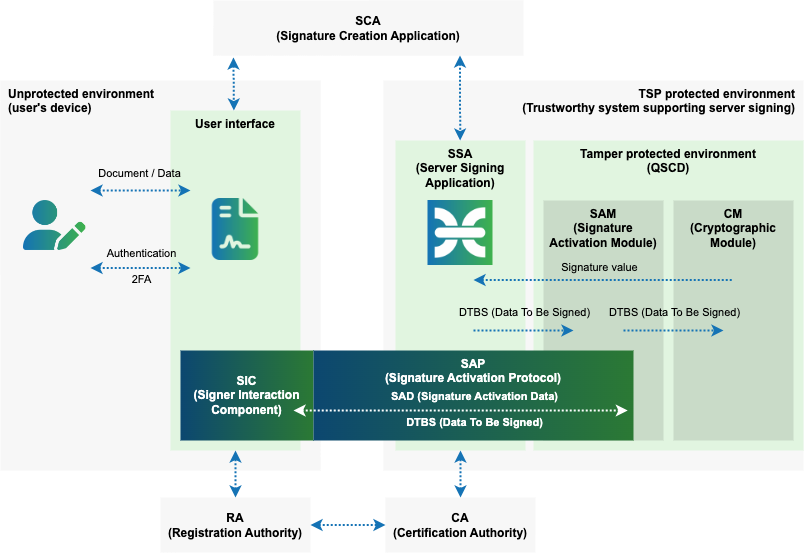 SCA
(Signature Creation Application)
Unprotected environment
(user's device)
TSP protected environment
(Trustworthy system supporting server signing)
User interface
SSA
(Server Signing
Application)
Tamper protected environment
(QSCD)
Document / Data
SAM
(Signature
Activation Module)
CM
(Cryptographic
Module)
Authentication
2FA
Signature value
DTBS (Data To Be Signed)
DTBS (Data To Be Signed)
SIC
(Signer Interaction
Component)
SAP
(Signature Activation Protocol)
SAD (Signature Activation Data)
DTBS (Data To Be Signed)
RA
(Registration Authority)
CA
(Certification Authority)